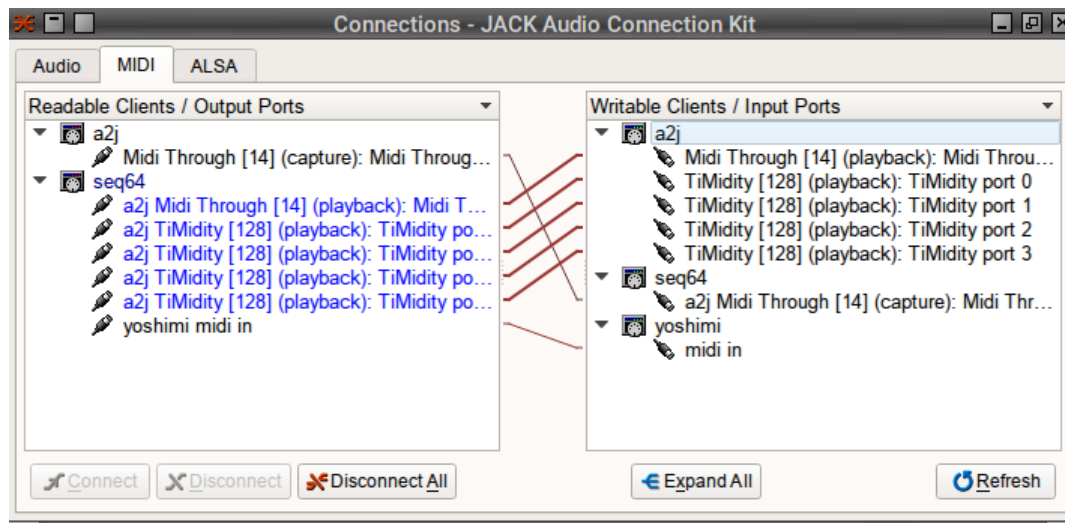 Connections - JACK Audio Connection Kit
Audio MIDI ALSA
Readable Clients / Output Ports
a2j
Midi Through [14] (capture): Midi Throug...
seq64
a2j Midi Through [14] (playback): Midi T...
a2j TiMidity [128] (playback): TiMidity po...
a2j TiMidity [128] (playback): TiMidity po...
a2j TiMidity [128] (playback): TiMidity po...
a2j TiMidity [128] (playback): TiMidity po...
yoshimi midi in
Writable Clients / Input Ports
a2j
Midi Through [14] (playback): Midi Throu...
TiMidity [128] (playback): TiMidity port 0
TiMidity [128] (playback): TiMidity port 1
TiMidity [128] (playback): TiMidity port 2
TiMidity [128] (playback): TiMidity port 3
seq64
a2j Midi Through [14] (capture): Midi Thr...
yoshimi
midi in
Connect Disconnect Disconnect All Expand All Refresh